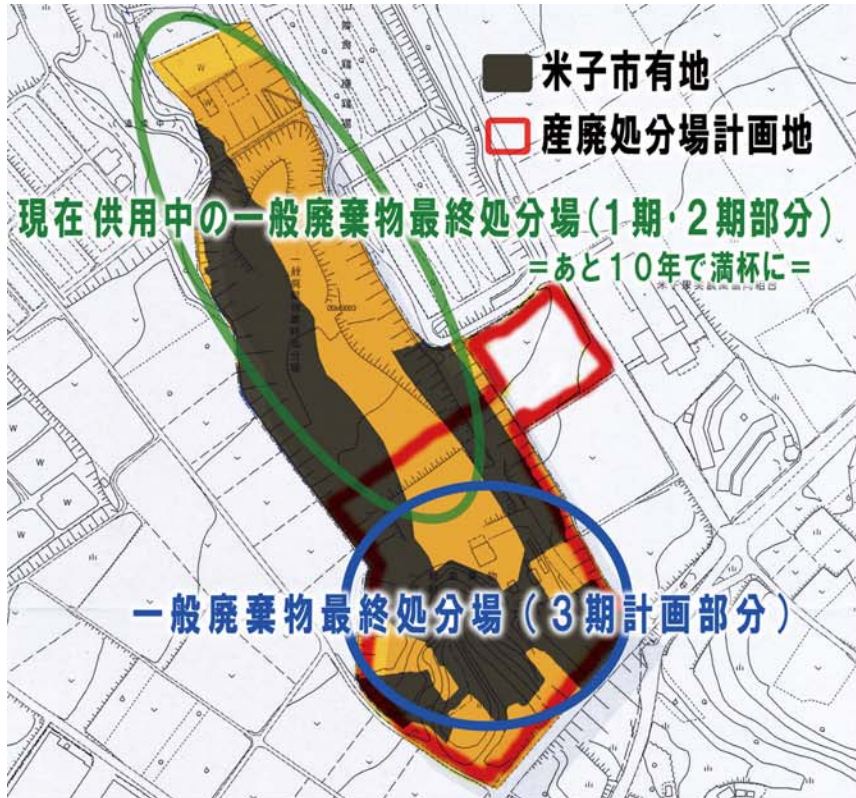 米子市有地
産廃処分場計画地
現在供用中の一般廃棄物最終処分場（1期・2期部分）
＝あと１０年で満杯に＝
一般廃棄物最終処分場（３期計画部分）